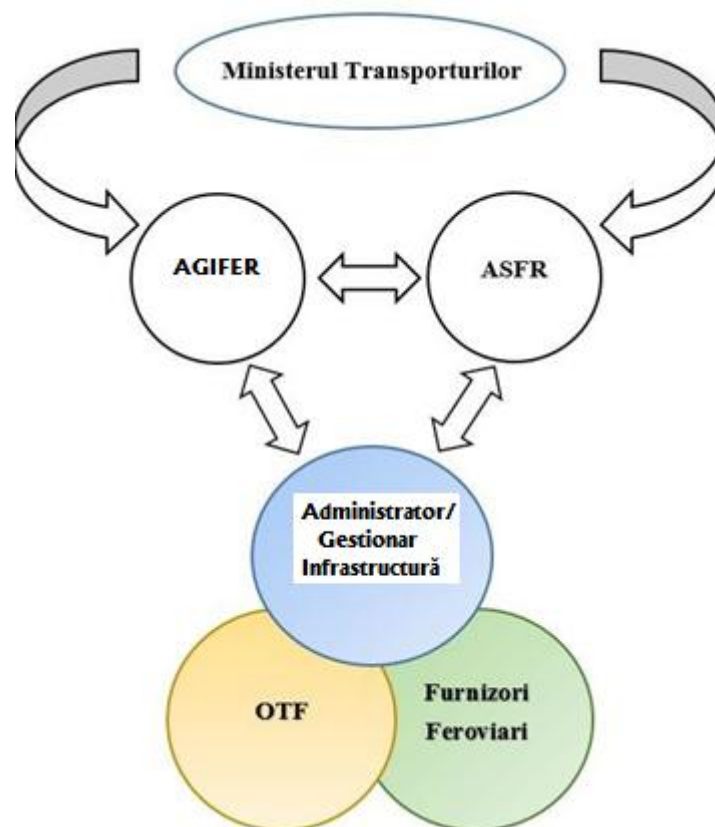 Ministerul Transporturilor
AGIFER
ASFR
Administrator/
Gestionar
Infrastructură
OTF
Furnizori
Feroviari